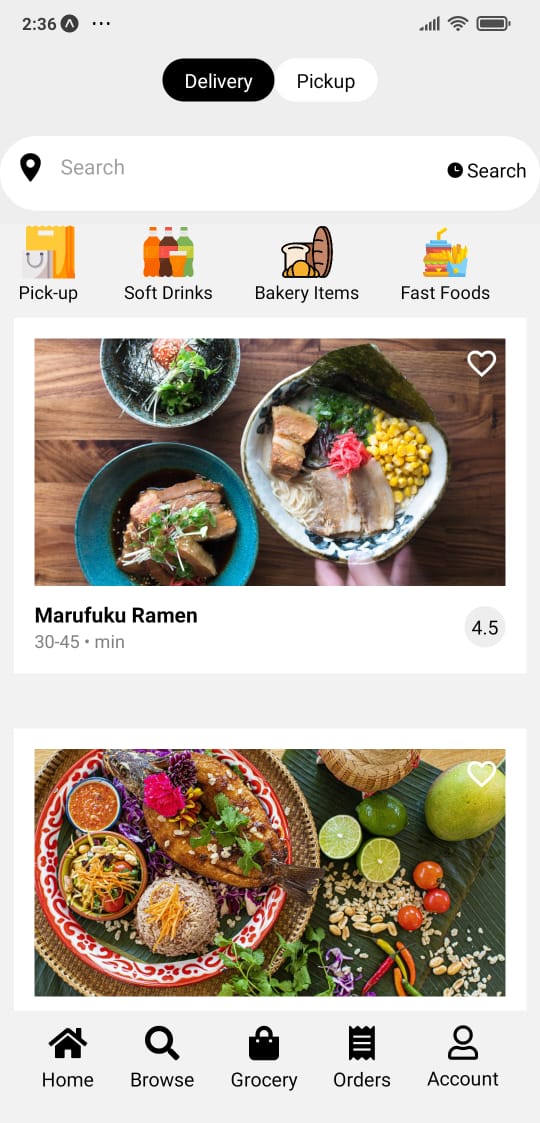 2:36 ...
Delivery Pickup
Search Search
Pick-up Soft Drinks Bakery Items Fast Foods
Marufuku Ramen
30-45 • min
4.5
Home Browse Grocery Orders Account